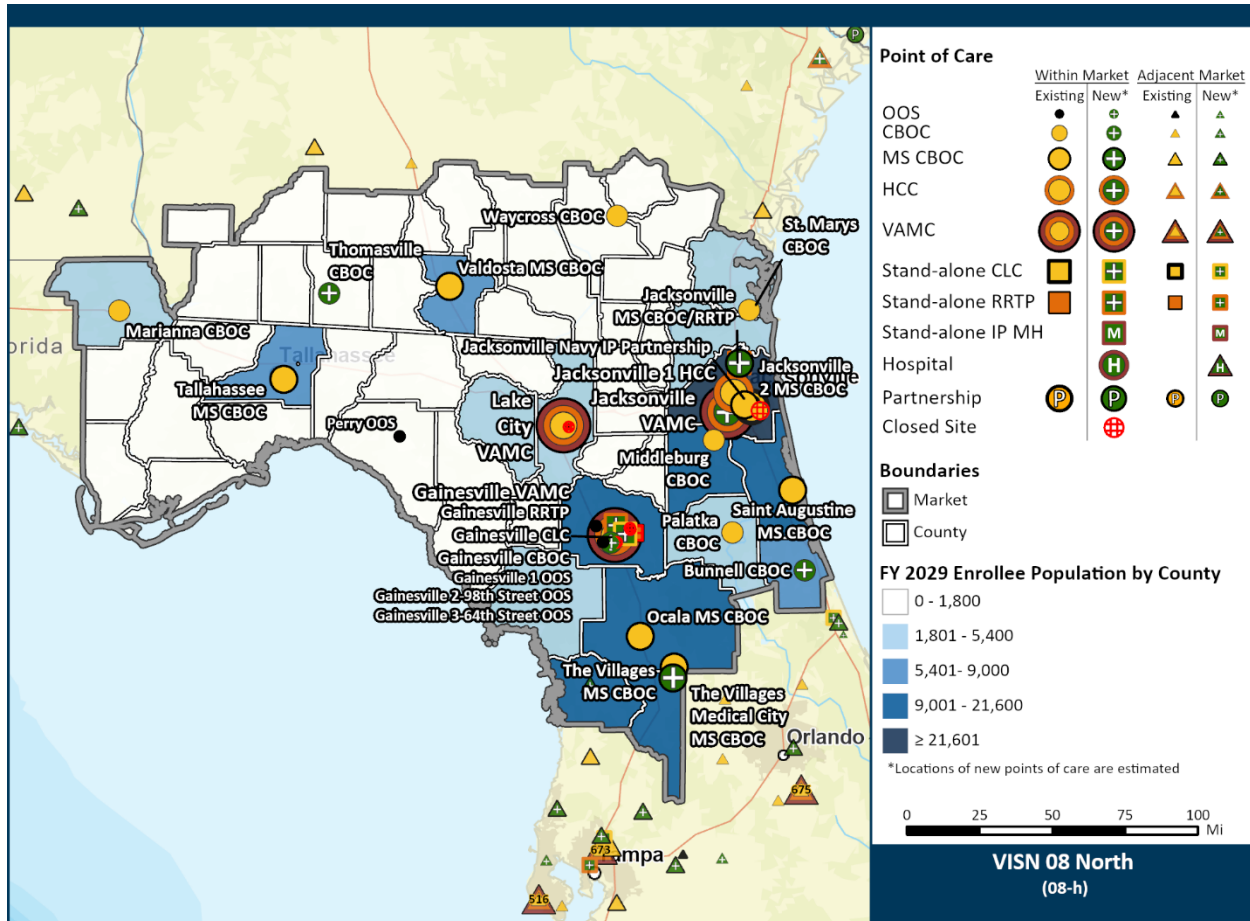 Waycross CBOC
St. Marys
CBOC
Thomasville
CBOC
Valdosta MS CBOC
Jacksonville
MS CBOC/RRTP
Marianna CBOC
Jacksonville Navy IP Partnership
orida
Tallahassee
Jacksonville 1 HCC
Jacksonville
2 MS CBOC
Tallahassee
MS CBOC
Lake
City
VAMC
Jacksonville
VAMC
Perry OOS
Middleburg
CBOC
Gainesville VAMC
Gainesville RRTP
Gainesville CLC
Gainesville CBOC
Gainesville 1 OOS
Gainesville 2-98th Street OOS
Gainesville 3-64th Street OOS
Palatka
CBOC
Saint Augustine
MS CBOC
Bunnell CBOC
Ocala MS CBOC
The Villages
MS CBOC
The Villages
Medical City
MS CBOC
Orlando
675
673
mpa
516
P
Point of Care
Within Market
Adjacent Market
Existing
New*
Existing
New*
OOS
CBOC
MS CBOC
HCC
VAMC
Stand-alone CLC
Stand-alone RRTP
Stand-alone IP MH
M
M
Hospital
H
H
Partnership
P
P
P
P
Closed Site
Boundaries
Market
County
FY 2029 Enrollee Population by County
0 - 1,800
1,801 - 5,400
5,401- 9,000
9,001 - 21,600
≥ 21,601
*Locations of new points of care are estimated
0 25 50 75 100
Mi
VISN 08 North
(08-h)